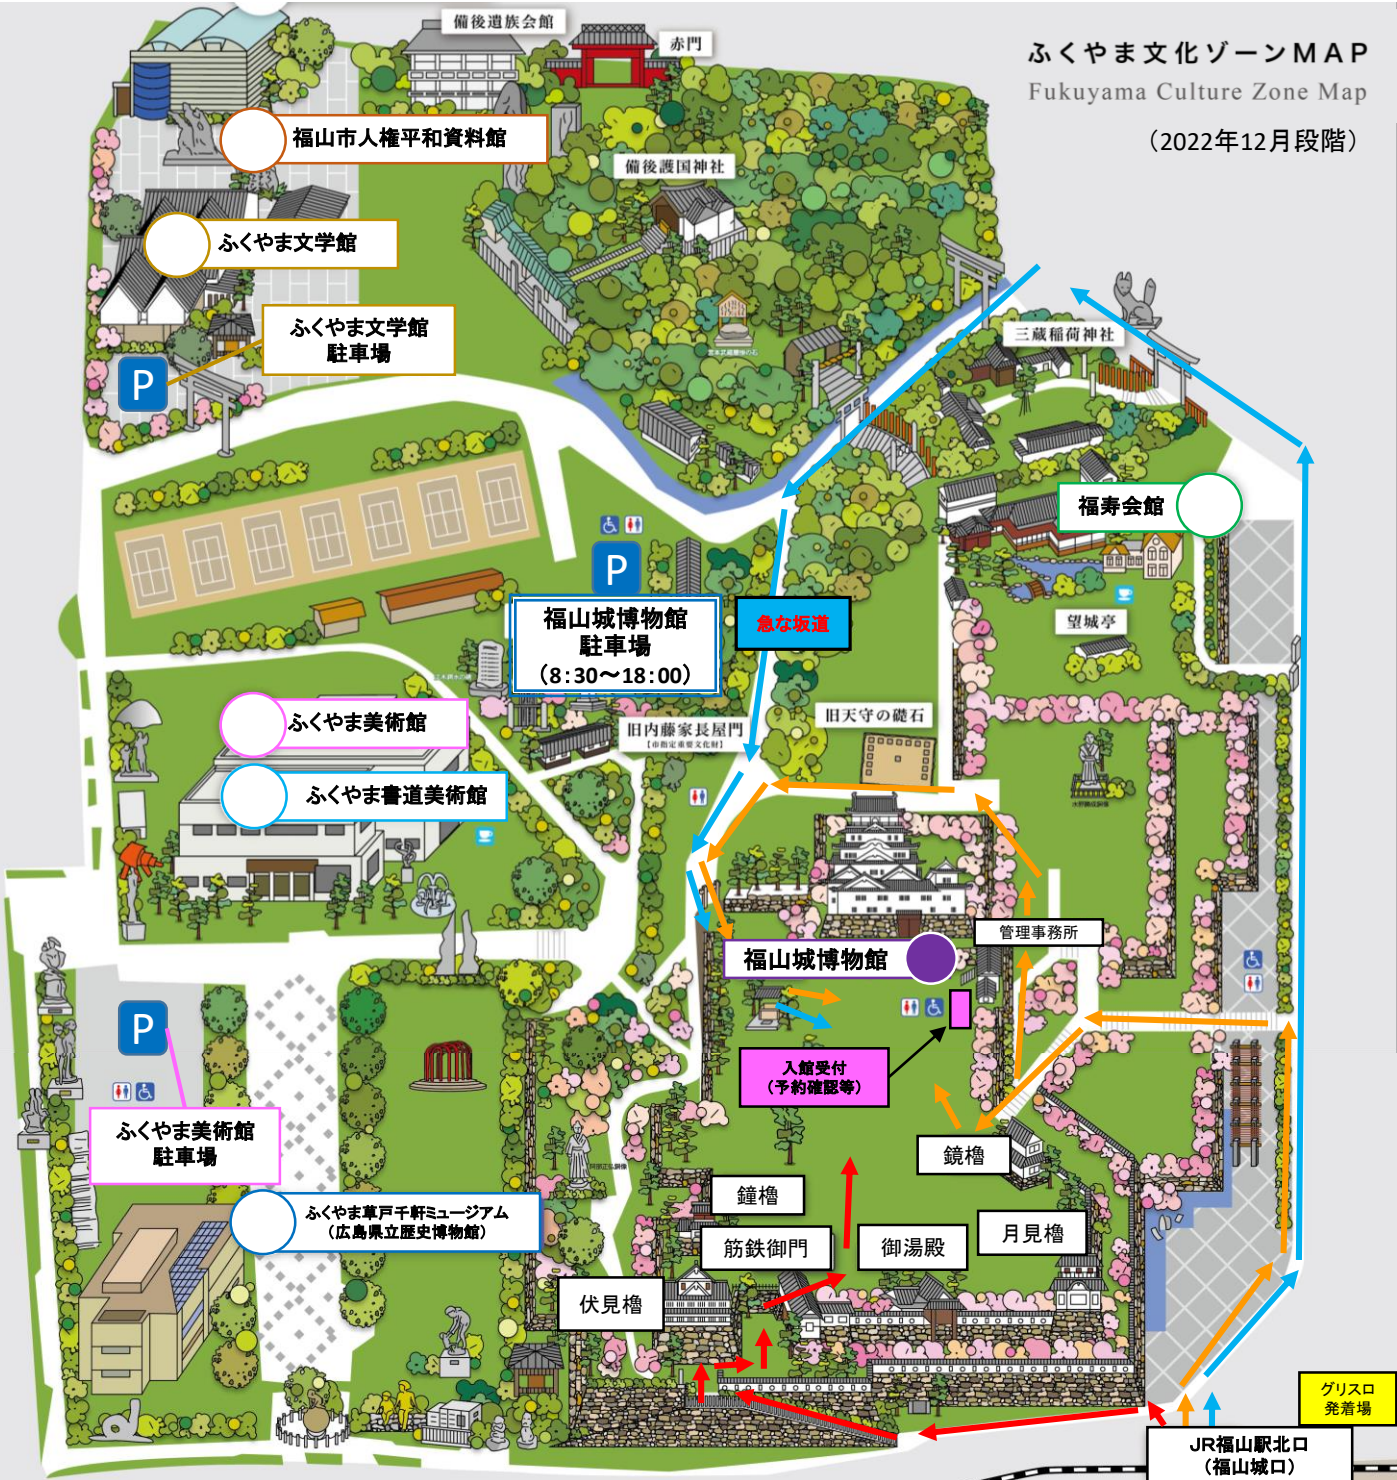 備後遺族会館
赤門
ふくやま文化ゾーンMAP
Fukuyama Culture Zone Map
（2022年12月段階）
福山市人権平和資料館
備後護国神社
ふくやま文学館
ふくやま文学館
駐車場
P
三蔵稲荷神社
福寿会館
P
福山城博物館
駐車場
（8：30～18：00）
急な坂道
望城亭
ふくやま美術館
旧内藤家長屋門
【市指定重要文化財】
旧天守の礎石
ふくやま書道美術館
管理事務所
福山城博物館
P
入館受付
（予約確認等）
ふくやま美術館
駐車場
鏡櫓
鐘櫓
ふくやま草戸千軒ミュージアム
（広島県立歴史博物館）
筋鉄御門
御湯殿
月見櫓
伏見櫓
グリスロ
発着場
JR福山駅北口
（福山城口）